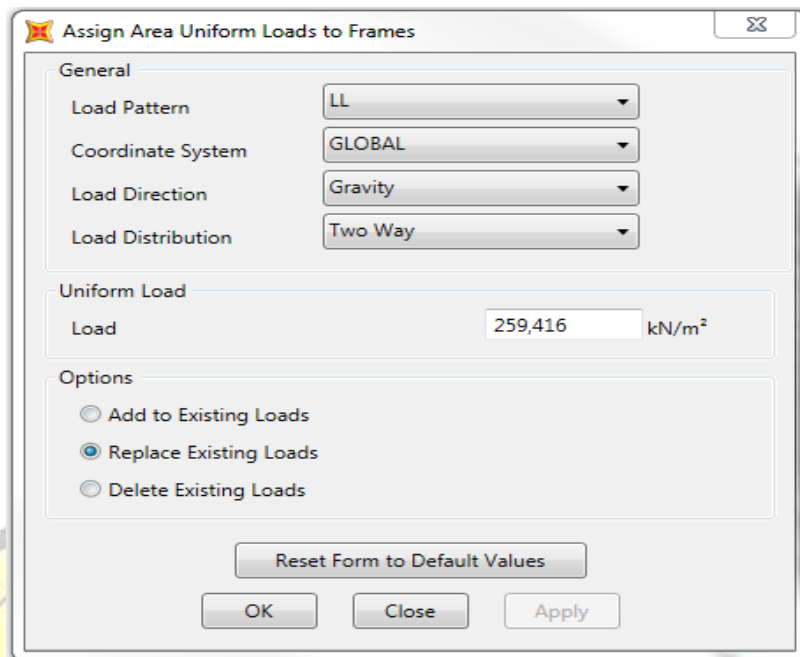 Assign Area Uniform Loads to Frames
General
Load Pattern LL
Coordinate System GLOBAL
Load Direction Gravity
Load Distribution Two Way
Uniform Load
Load 259,416 kN/m²
Options
Add to Existing Loads
Replace Existing Loads
Delete Existing Loads
Reset Form to Default Values
OK Close Apply